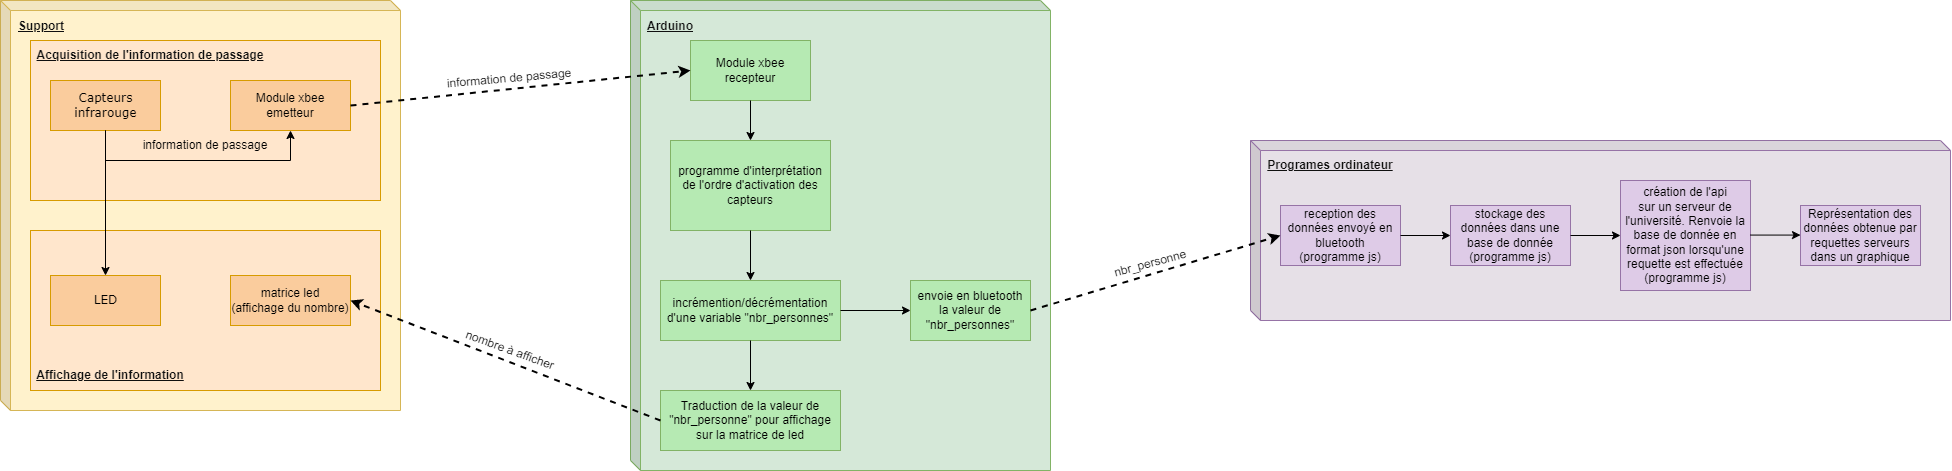 Support
Acquisition de l'information de passage
Capteurs
infrarouge
Module xbee
emetteur
information de passage
LED
matrice led
(affichage du nombre)
Affichage de l'information
information de passage
nombre à afficher
Arduino
Module xbee
recepteur
programme d'interprétation
de l'ordre d'activation des
capteurs
incrémention/décrémentation
d'une variable "nbr_personnes"
envoie en bluetooth
la valeur de
"nbr_personnes"
Traduction de la valeur de
"nbr_personne" pour affichage
sur la matrice de led
nbr_personne
Programes ordinateur
reception des
données envoyé en
bluetooth
(programme js)
stockage des
données dans une
base de donnée
(programme js)
création de l'api
sur un serveur de
l'université. Renvoie la
base de donnée en
format json lorsqu'une
requette est effectuée
(programme js)
Représentation des
données obtenue par
requettes serveurs
dans un graphique